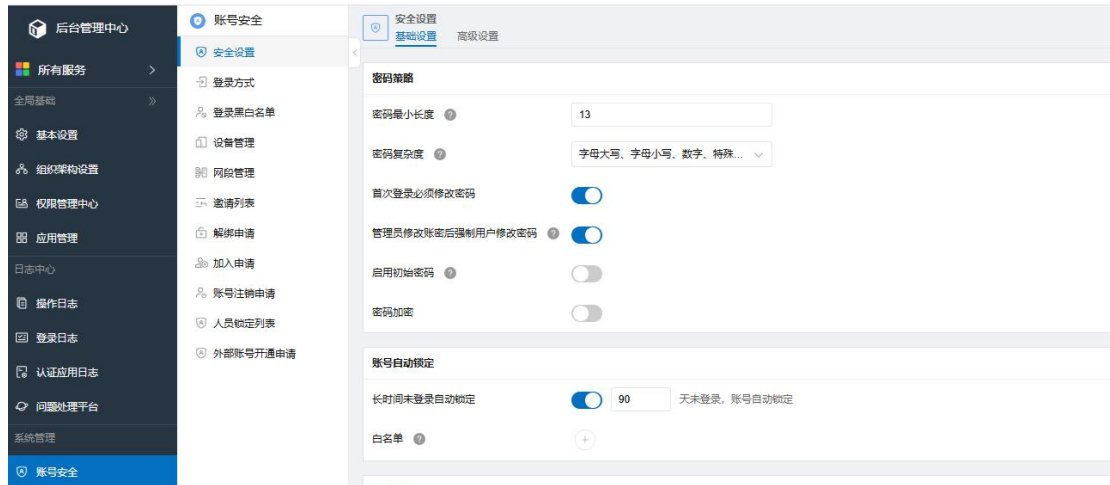 后台管理中心
所有服务
全局基础
基本设置
组织架构设置
权限管理中心
应用管理
日志中心
操作日志
登录日志
认证应用日志
问题处理平台
系统管理
账号安全
账号安全
安全设置
登录方式
登录黑白名单
设备管理
网段管理
邀请列表
解绑申请
加入申请
账号注销申请
人员锁定列表
外部账号开通申请
安全设置
基础设置 高级设置
密码策略
密码最小长度 ? 13
密码复杂度 ? 字母大写、字母小写、数字、特殊...
首次登录必须修改密码
管理员修改账密后强制用户修改密码 ?
启用初始密码 ?
密码加密
账号自动锁定
长时间未登录自动锁定 90 天未登录，账号自动锁定
白名单 ?